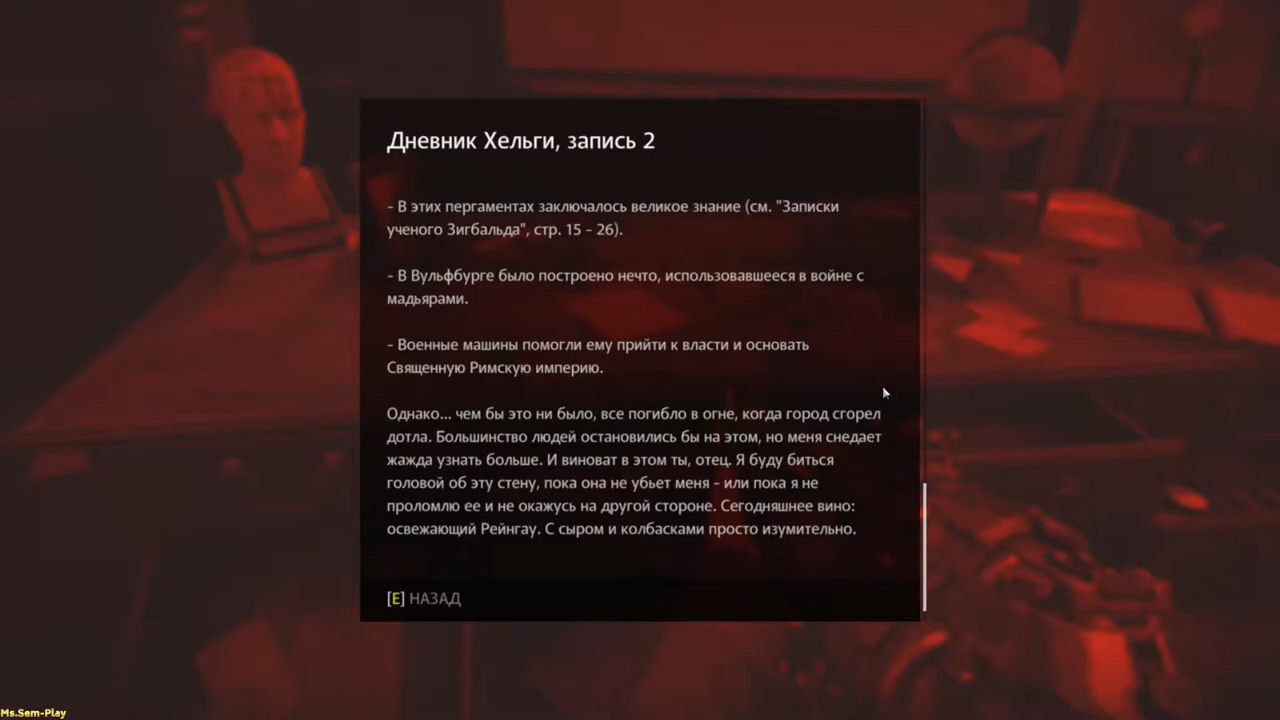 Дневник Хельги, запись 2
- В этих пергаментах заключалось великое знание (см. "Записки
ученого Зигбальда", стр. 15 - 26).
- В Вульфбурге было построено нечто, использовавшееся в войне с
мадьярами.
- Военные машины помогли ему прийти к власти и основать
Священную Римскую империю.
Однако... чем бы это ни было, все погибло в огне, когда город сгорел
дотла. Большинство людей остановились бы на этом, но меня снедает
жажда узнать больше. И виноват в этом ты, отец. Я буду биться
головой об эту стену, пока она не убьет меня - или пока я не
проломлю ее и не окажусь на другой стороне. Сегодняшнее вино:
освежающий Рейнгау. С сыром и колбасками просто изумительно.
[E] НАЗАД
Ms.Sem-Play